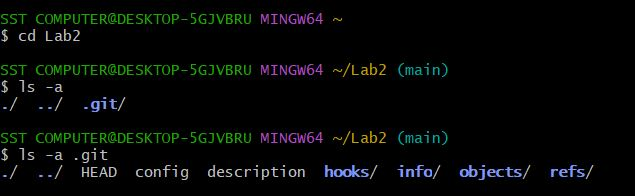 SST COMPUTER@DESKTOP-5GJVBRU MINGW64 ~
$ cd Lab2
SST COMPUTER@DESKTOP-5GJVBRU MINGW64 ~/Lab2 (main)
$ ls -a
./  ../  .git/
SST COMPUTER@DESKTOP-5GJVBRU MINGW64 ~/Lab2 (main)
$ ls -a .git
./  ../  HEAD  config  description  hooks/  info/  objects/  refs/